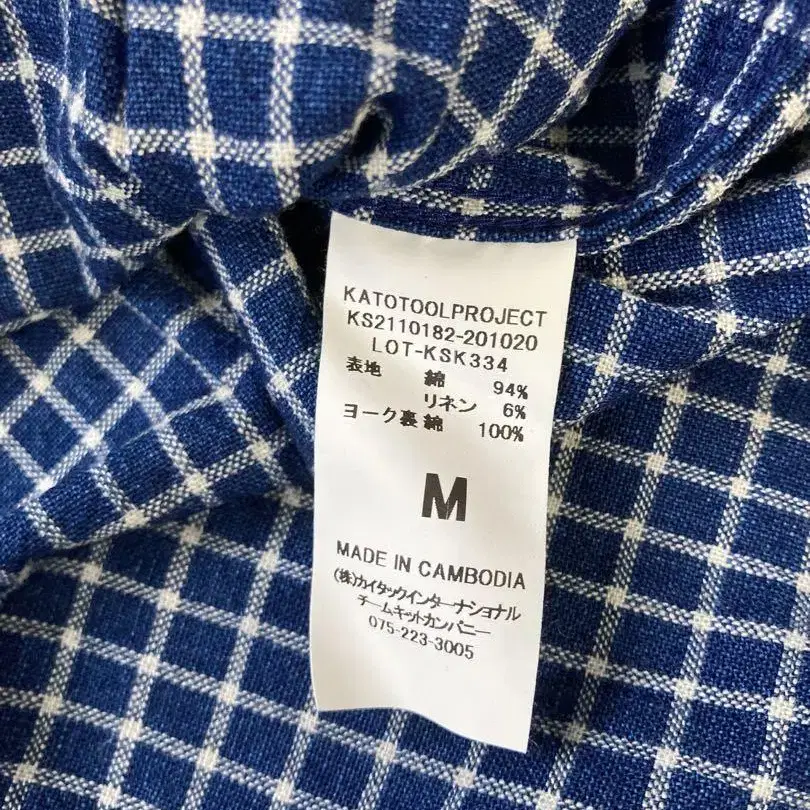 KATOTOOLPROJECT
KS2110182-201020
LOT-KSK334
表地 綿 94%
リネン 6%
ヨーク裏 綿 100%
M
MADE IN CAMBODIA
(株)カイタックインターナショナル
チームキットカンパニー
075-223-3005